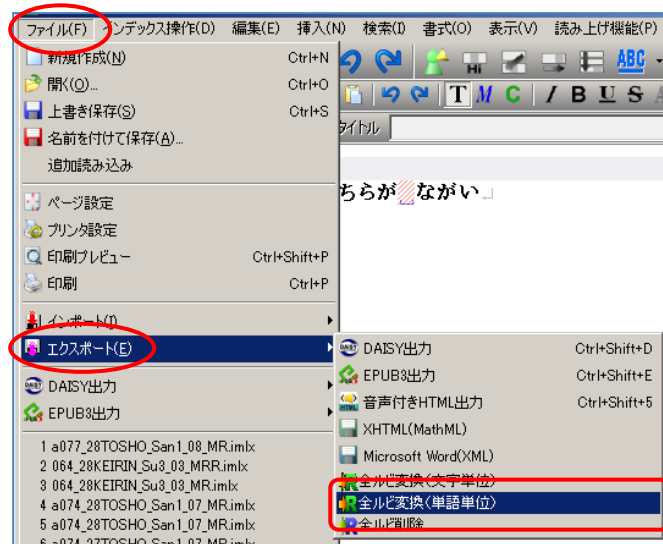 ファイル(F) インデックス操作(D) 編集(E) 挿入(N) 検索(I) 書式(O) 表示(V) 読み上げ機能(P)
新規作成(N) Ctrl+N
開く(O)... Ctrl+O
上書き保存(S) Ctrl+S
名前を付けて保存(A)...
追加読み込み
ページ設定
プリンタ設定
印刷プレビュー Ctrl+Shift+P
印刷 Ctrl+P
インポート(I)
エクスポート(E)
DAISY出力
EPUB3出力
1 a077_28TOSHO_San1_08_MR.imlx
2 064_28KEIRIN_Su3_03_MRR.imlx
3 064_28KEIRIN_Su3_03_MR.imlx
4 a074_28TOSHO_San1_07_MR.imlx
5 a074_28TOSHO_San1_07_MR.imlx
6 a074_27TOSHO_San1_07_MR.imlx
ABC
T M C I B U S A
タイトル
ちらが ながい
DAISY出力 Ctrl+Shift+D
EPUB3出力 Ctrl+Shift+E
音声付きHTML出力 Ctrl+Shift+5
XHTML(MathML)
Microsoft Word(XML)
全ルビ変換(文字単位)
全ルビ変換(単語単位)
全ルビ削除